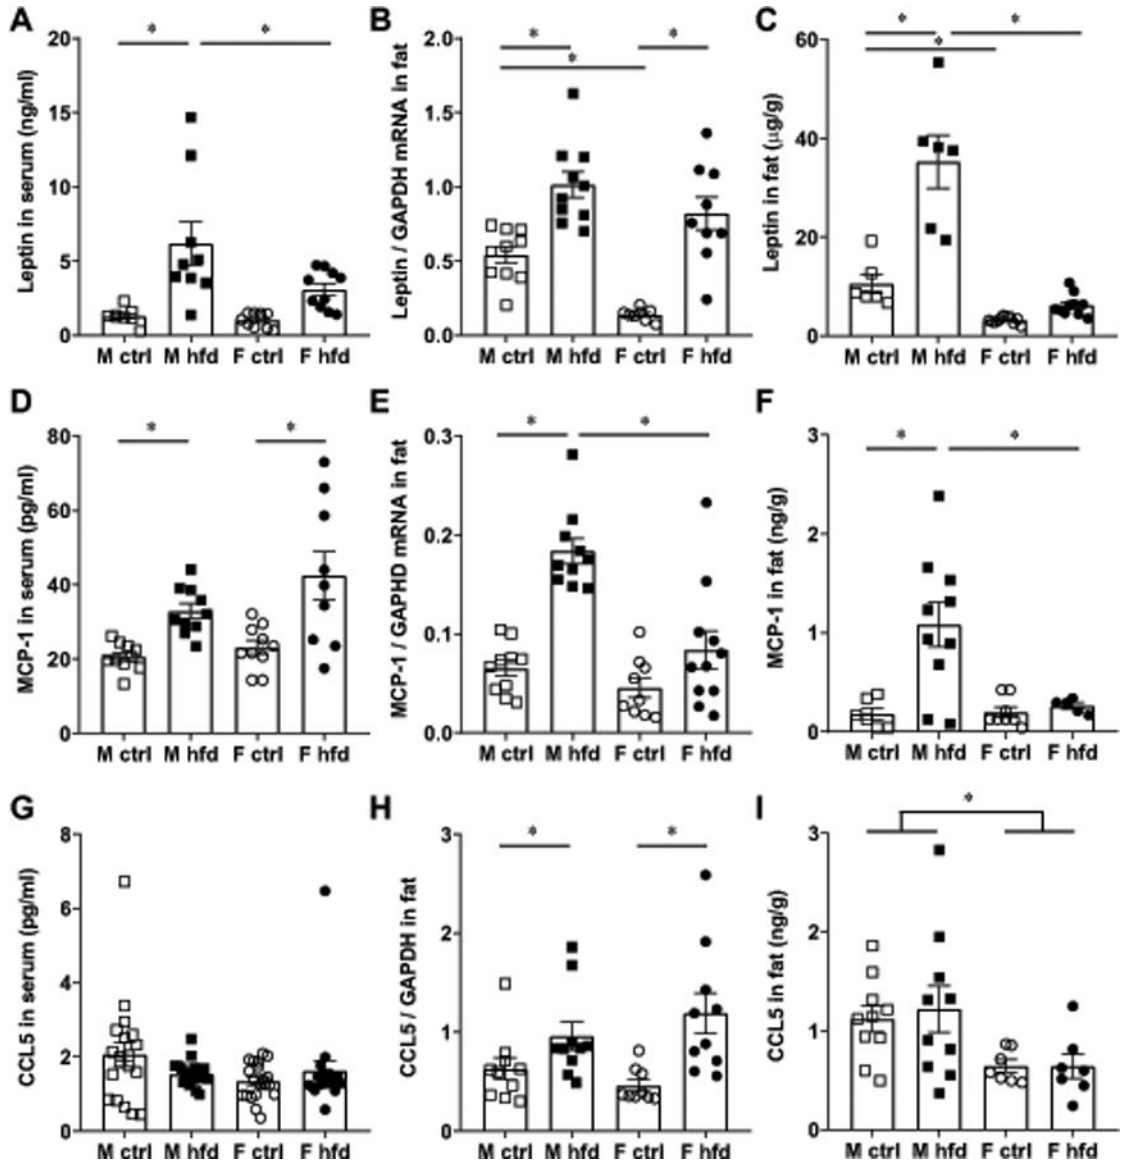 A
Leptin in serum (ng/ml)
20
15
10
5
0
M ctrl M hfd F ctrl F hfd
* *
B
Leptin / GAPDH mRNA in fat
2.0
1.5
1.0
0.5
0.0
M ctrl M hfd F ctrl F hfd
* *
*
C
Leptin in fat (µg/g)
60
40
20
0
M ctrl M hfd F ctrl F hfd
* *
*
D
MCP-1 in serum (pg/ml)
80
60
40
20
0
M ctrl M hfd F ctrl F hfd
* *
E
MCP-1 / GAPHD mRNA in fat
0.3
0.2
0.1
0.0
M ctrl M hfd F ctrl F hfd
* *
F
MCP-1 in fat (ng/g)
3
2
1
0
M ctrl M hfd F ctrl F hfd
* *
G
CCL5 in serum (pg/ml)
8
6
4
2
0
M ctrl M hfd F ctrl F hfd
H
CCL5 / GAPDH in fat
3
2
1
0
M ctrl M hfd F ctrl F hfd
* *
I
CCL5 in fat (ng/g)
3
2
1
0
M ctrl M hfd F ctrl F hfd
*